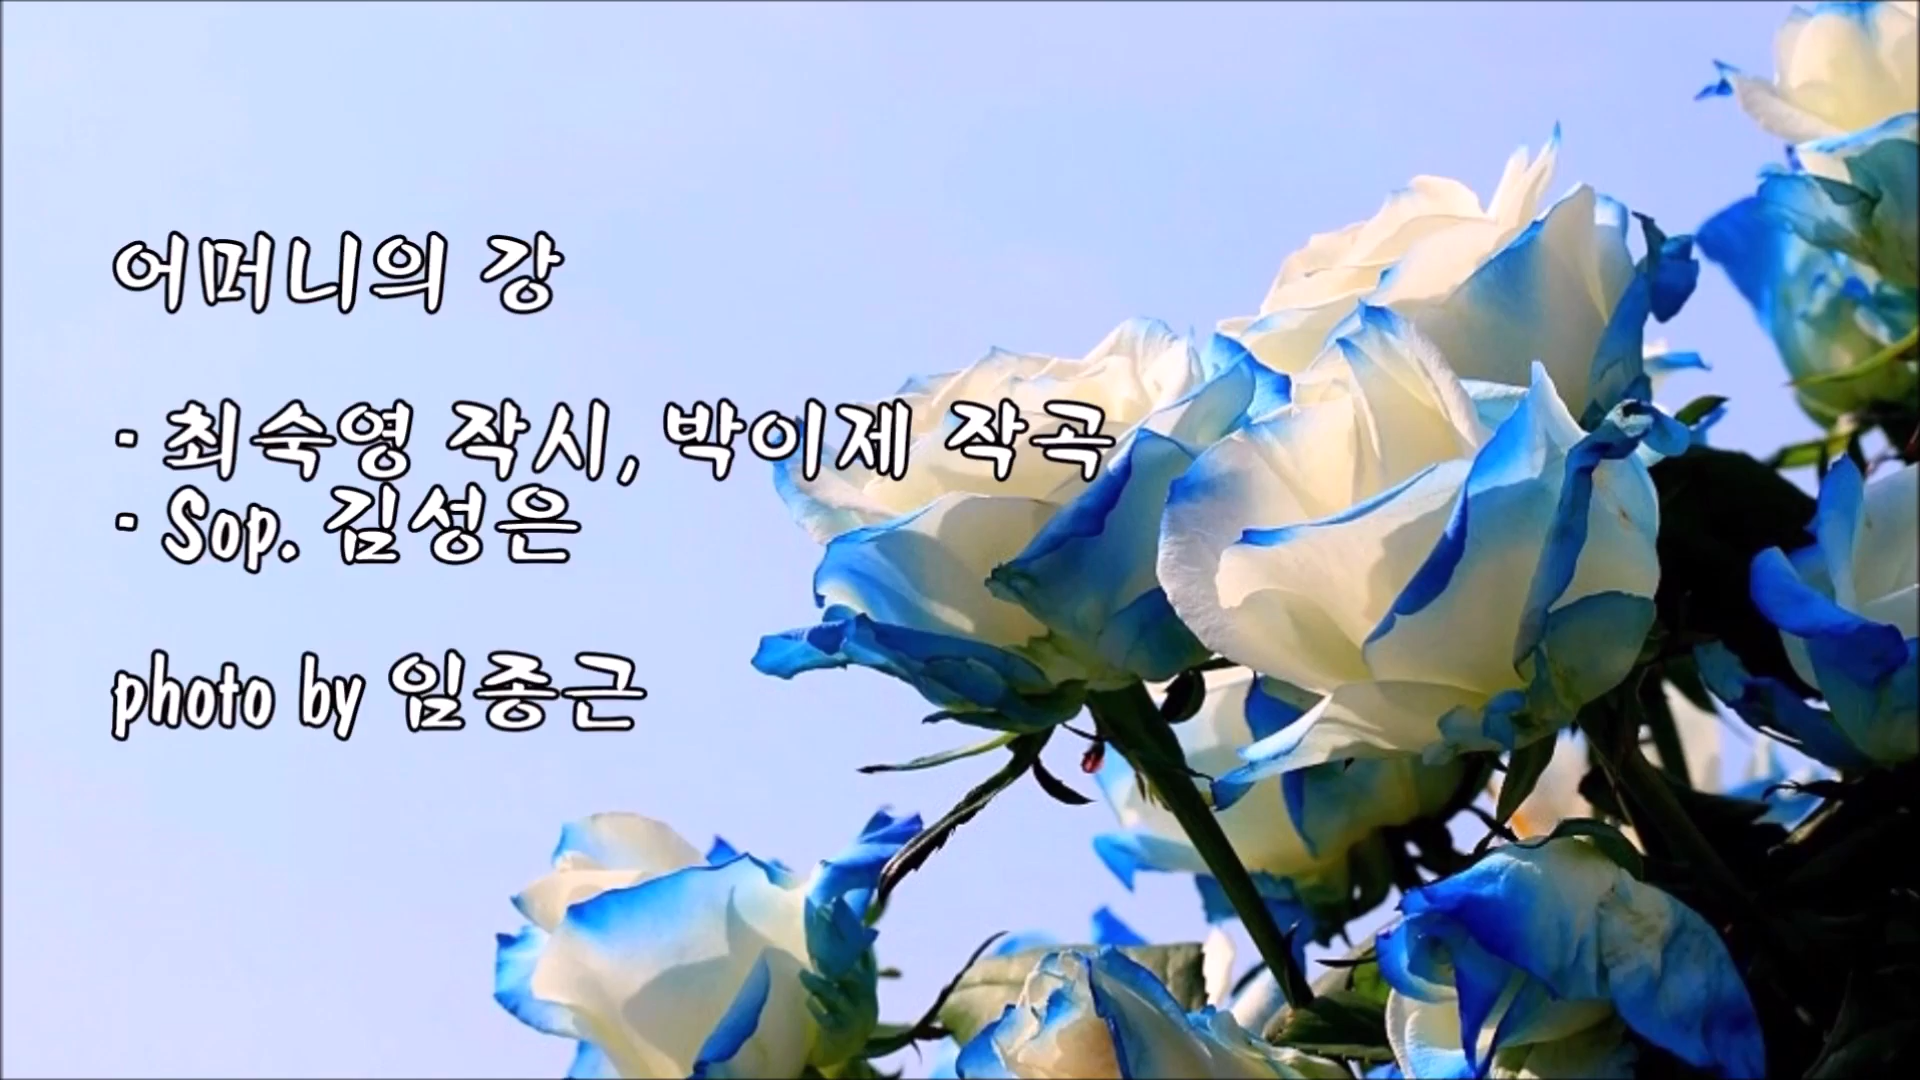 어머니의 강
- 최숙영 작시, 박이제 작곡
- Sop. 김성은
photo by 임종근